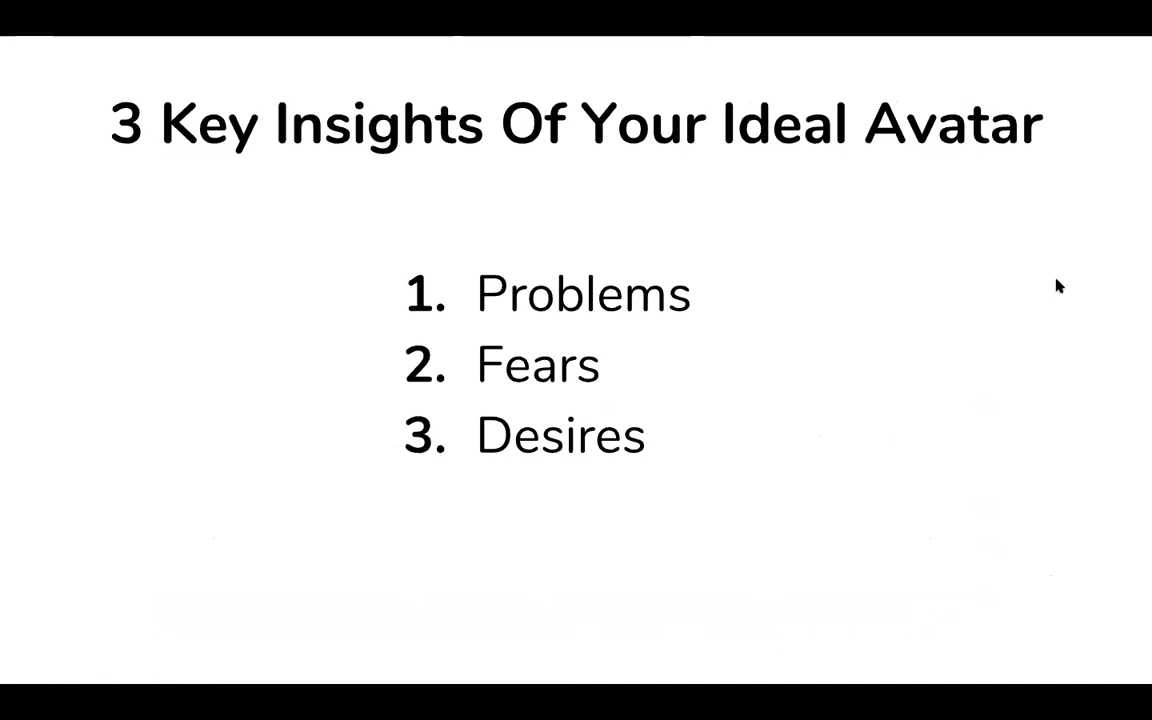 3 Key Insights Of Your Ideal Avatar
1. Problems
2. Fears
3. Desires